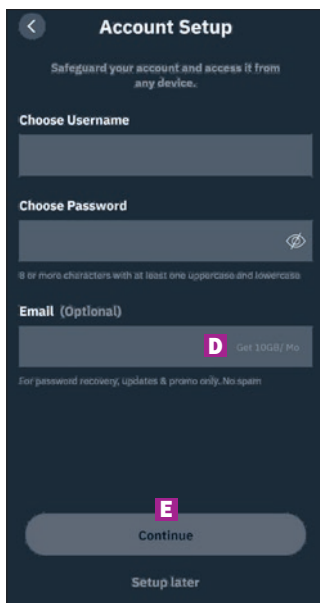 Account Setup
Safeguard your account and access it from
any device.
Choose Username
Choose Password
8 or more characters with at least one uppercase and lowercase
Email (Optional)
D Get 10GB/ Mo
For password recovery, updates & promo only. No spam
E
Continue
Setup later